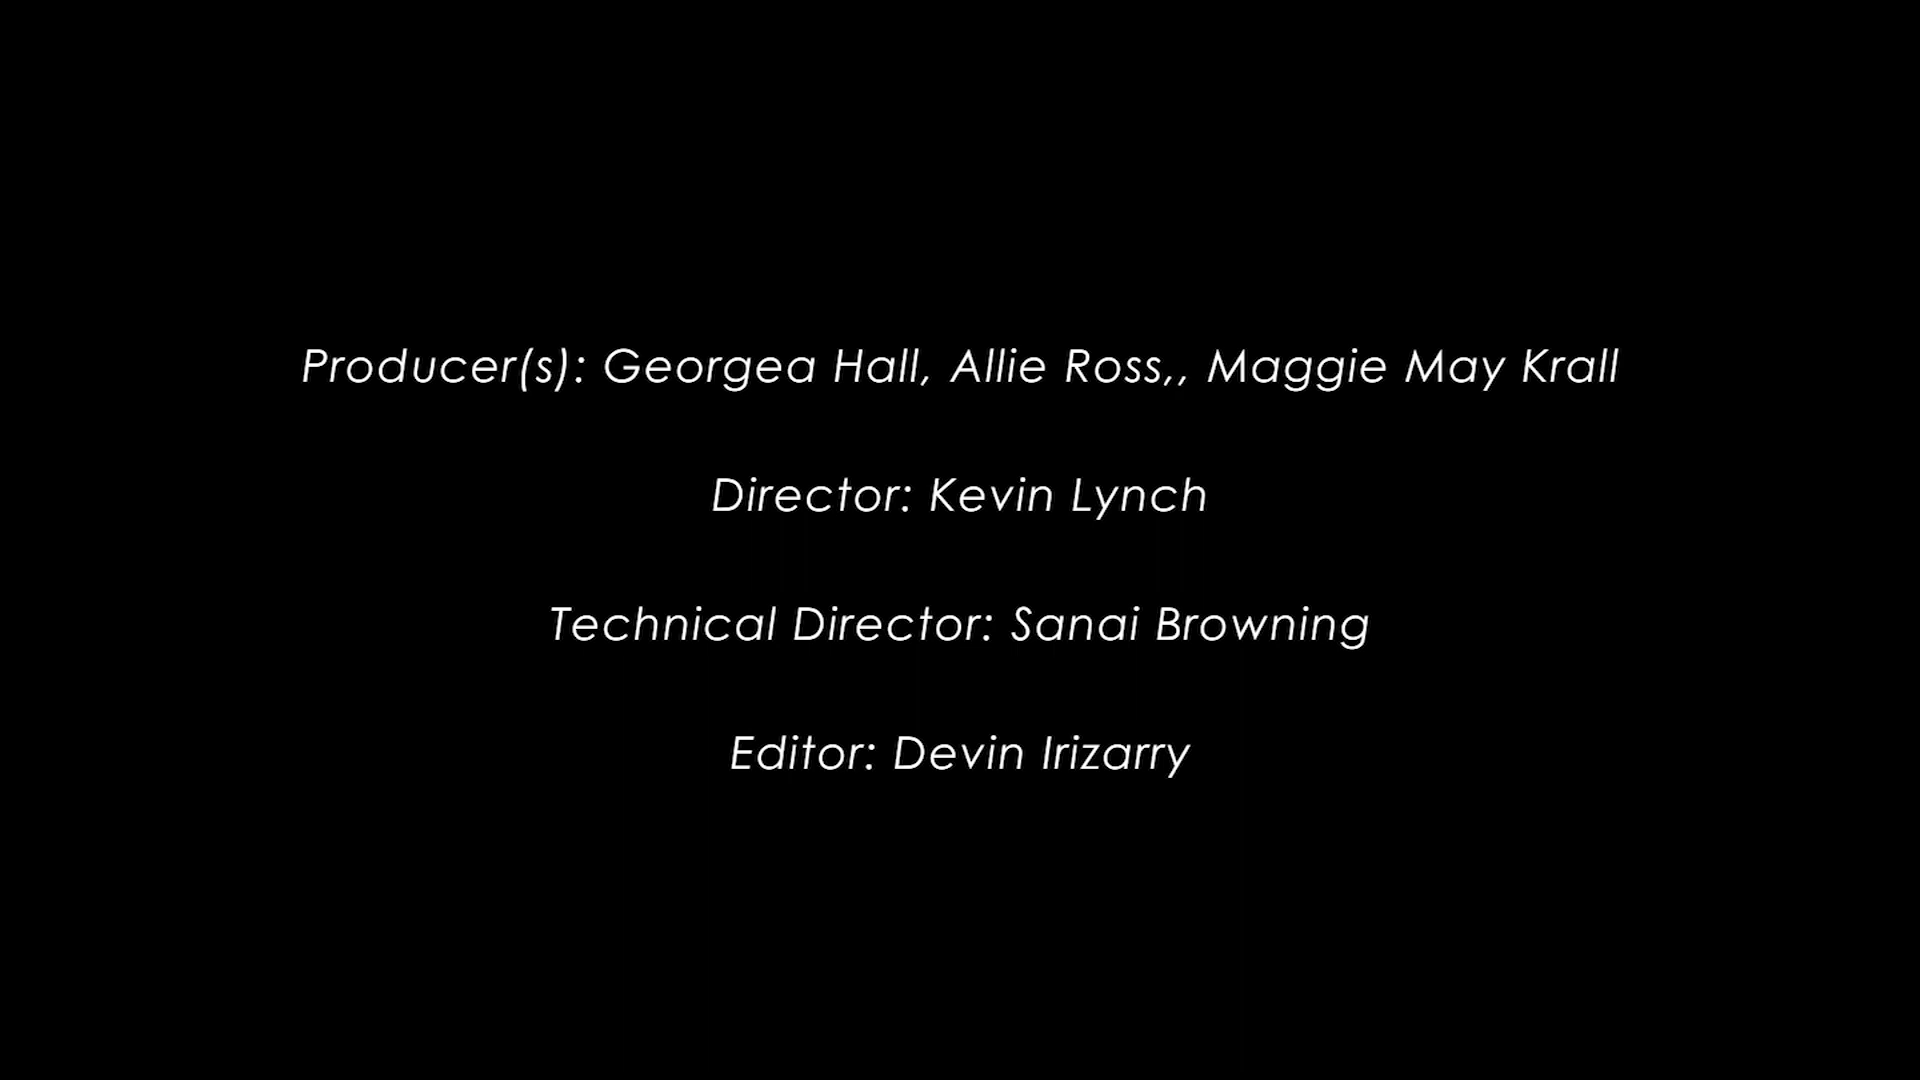 Producer(s): Georgea Hall, Allie Ross,, Maggie May Krall
Director: Kevin Lynch
Technical Director: Sanai Browning
Editor: Devin Irizarry